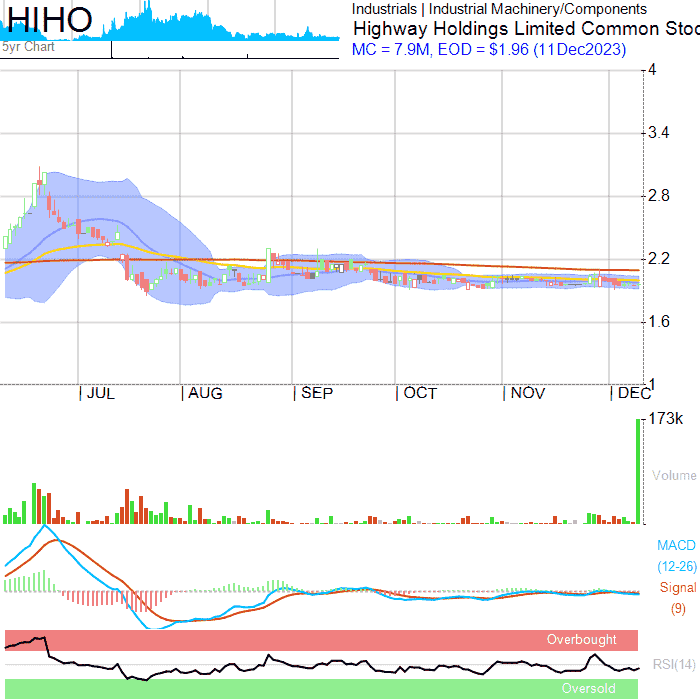 HIHO
5yr Chart
Industrials | Industrial Machinery/Components
Highway Holdings Limited Common Stoc
MC = 7.9M, EOD = $1.96 (11Dec2023)
4
3.4
2.8
2.2
1.6
1
JUL
AUG
SEP
OCT
NOV
DEC
173k
Volume
MACD
(12-26)
Signal
(9)
Overbought
RSI(14)
Oversold